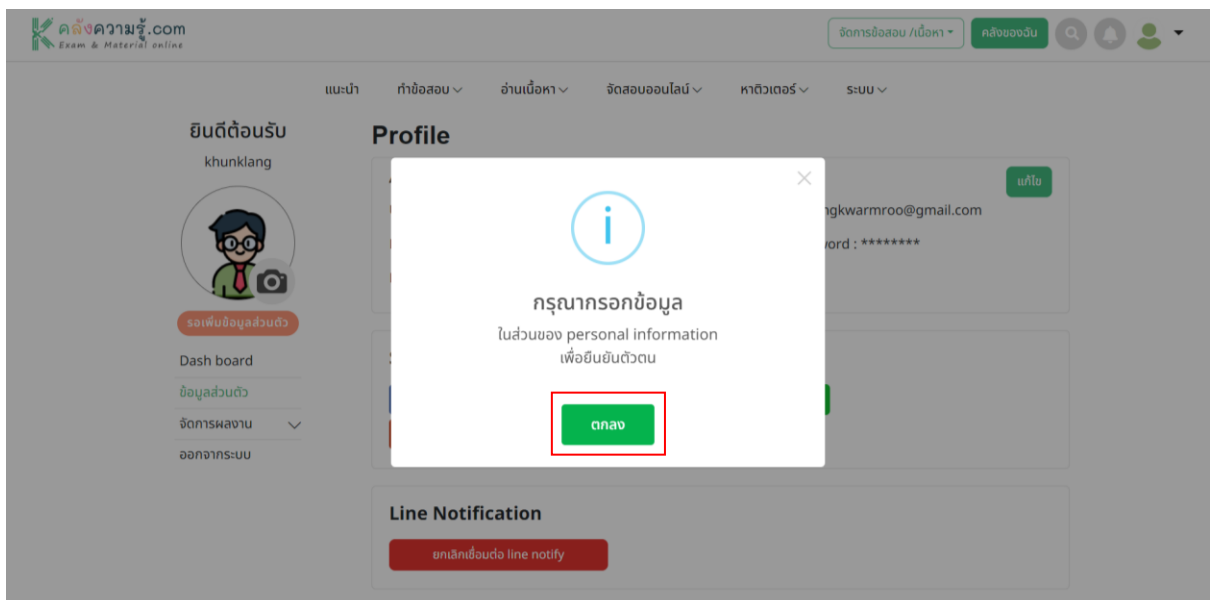 คลังความรู้.com
Exam & Material online
จัดการข้อสอบ /เนื้อหา
คลังของฉัน
แนะนำ ทำข้อสอบ อ่านเนื้อหา จัดสอบออนไลน์ หาติวเตอร์ ระบบ
ยินดีต้อนรับ
khunklang
รอเพิ่มข้อมูลส่วนตัว
Dash board
ข้อมูลส่วนตัว
จัดการผลงาน
ออกจากระบบ
Profile
แก้ไข
ngkwarmroo@gmail.com
word : ********
กรุณากรอกข้อมูล
ในส่วนของ personal information
เพื่อยืนยันตัวตน
ตกลง
Line Notification
ยกเลิกเชื่อมต่อ line notify